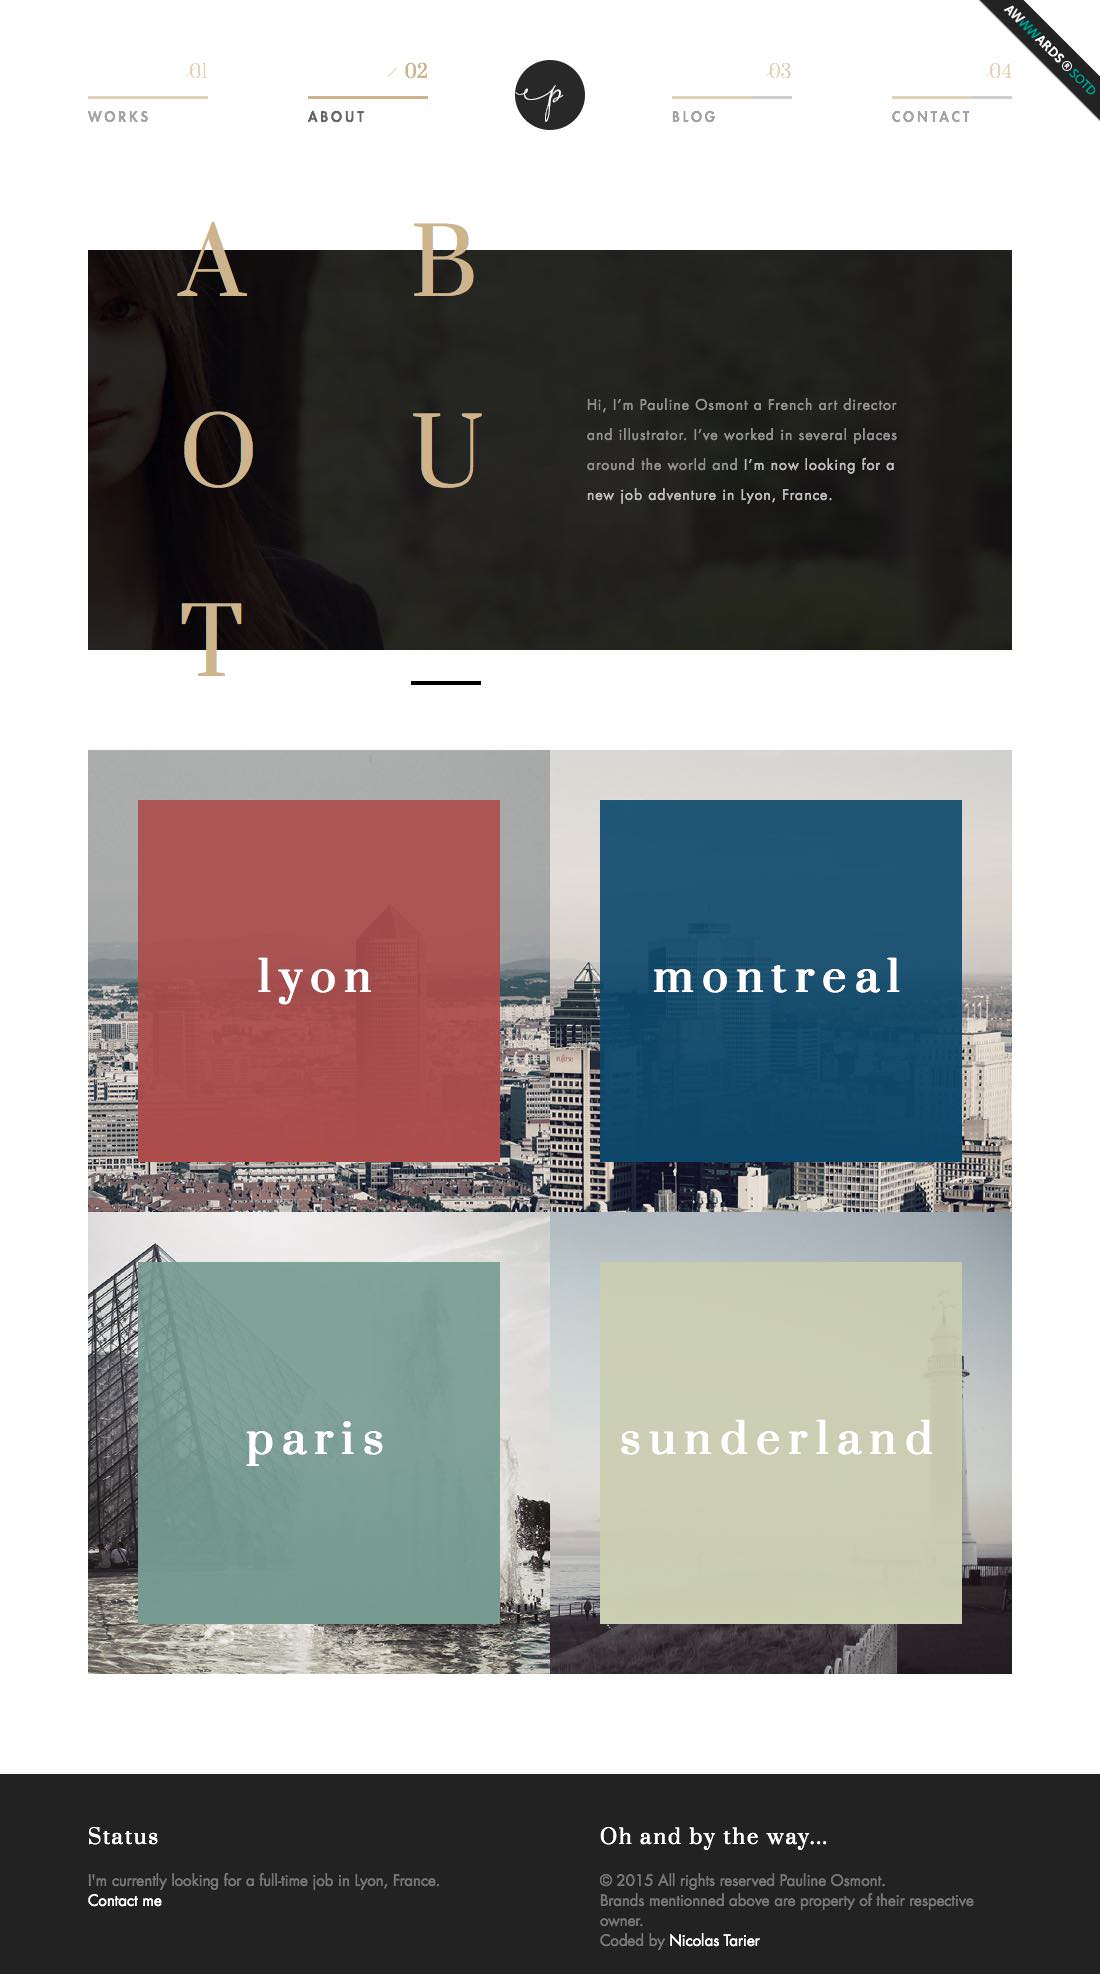 AWWWARDS® SOTD
01
02
03
04
WORKS
ABOUT
ep
BLOG
CONTACT
A B
O U
T
Hi, I’m Pauline Osmont a French art director
and illustrator. I’ve worked in several places
around the world and I’m now looking for a
new job adventure in Lyon, France.
lyon
montreal
paris
sunderland
Status
I'm currently looking for a full-time job in Lyon, France.
Contact me
Oh and by the way...
© 2015 All rights reserved Pauline Osmont.
Brands mentionned above are property of their respective
owner.
Coded by Nicolas Tarier